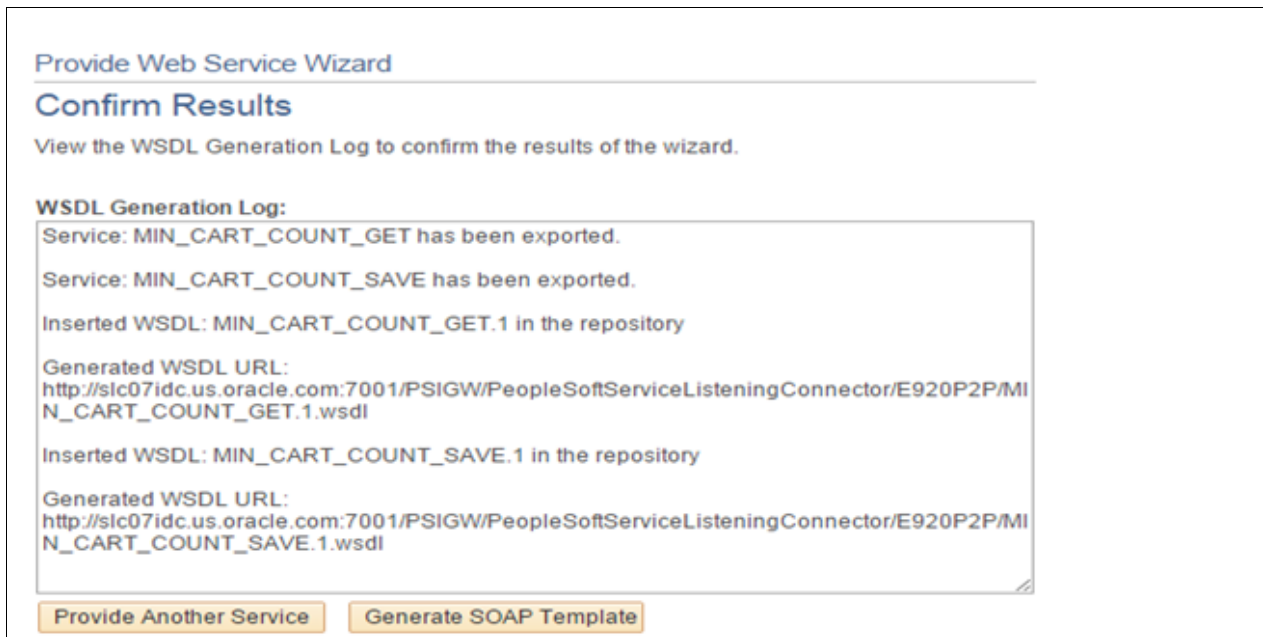 Provide Web Service Wizard
Confirm Results
View the WSDL Generation Log to confirm the results of the wizard.
WSDL Generation Log:
Service: MIN_CART_COUNT_GET has been exported.
Service: MIN_CART_COUNT_SAVE has been exported.
Inserted WSDL: MIN_CART_COUNT_GET.1 in the repository
Generated WSDL URL:
http://slc07idc.us.oracle.com:7001/PSIGW/PeopleSoftServiceListeningConnector/E920P2P/MI
N_CART_COUNT_GET.1.wsdl
Inserted WSDL: MIN_CART_COUNT_SAVE.1 in the repository
Generated WSDL URL:
http://slc07idc.us.oracle.com:7001/PSIGW/PeopleSoftServiceListeningConnector/E920P2P/MI
N_CART_COUNT_SAVE.1.wsdl
Provide Another Service Generate SOAP Template